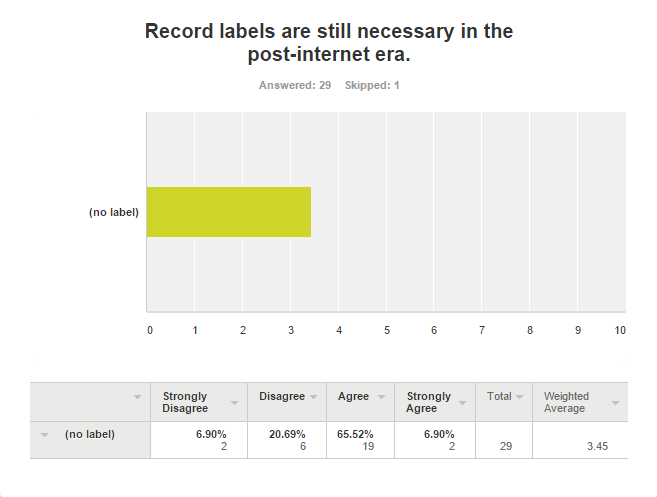 Record labels are still necessary in the
post-internet era.
Answered: 29 Skipped: 1
(no label)
0 1 2 3 4 5 6 7 8 9 10
Strongly Disagree Disagree Agree Strongly Agree Total Weighted Average
(no label) 6.90% 20.69% 65.52% 6.90%
2 6 19 2 29 3.45